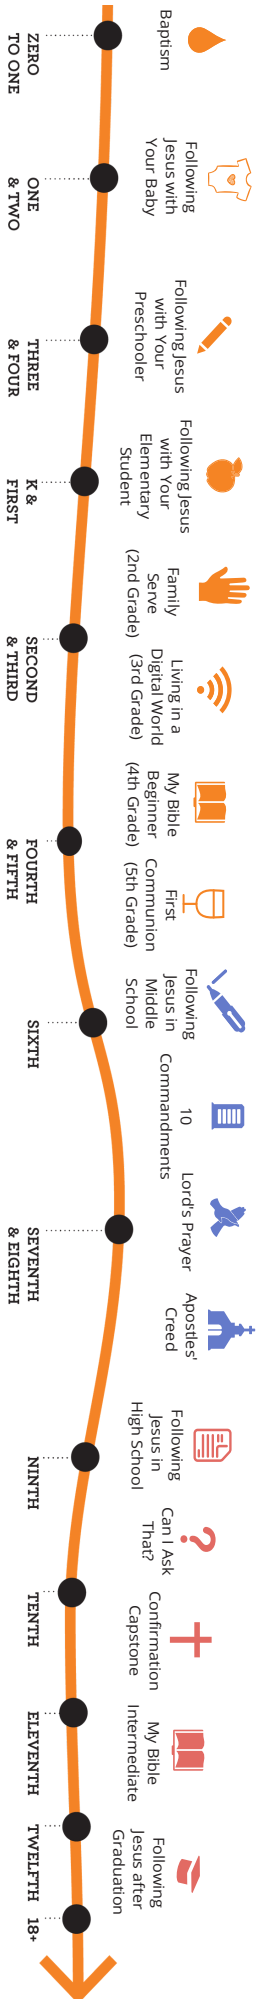 Baptism
Following
Jesus with
Your Baby
Following Jesus
with Your
Preschooler
Following Jesus
with Your
Elementary
Student
Family
Serve
(2nd Grade)
Living in a
Digital World
(3rd Grade)
My Bible
Beginner
(4th Grade)
First
Communion
(5th Grade)
Following
Jesus in
Middle
School
10
Commandments
Lord's Prayer
Apostles'
Creed
Following
Jesus in
High School
Can I Ask
That?
Confirmation
Capstone
My Bible
Intermediate
Following
Jesus after
Graduation
ZERO
TO ONE
ONE
& TWO
THREE
& FOUR
K &
FIRST
SECOND
& THIRD
FOURTH
& FIFTH
SIXTH
SEVENTH
& EIGHTH
NINTH
TENTH
ELEVENTH
TWELFTH
18+